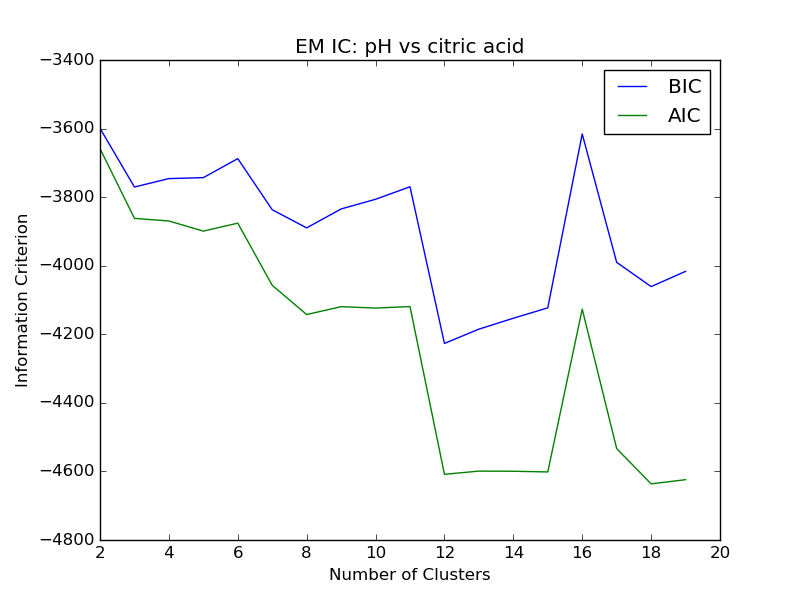 EM IC: pH vs citric acid
−3400
−3600
−3800
−4000
−4200
−4400
−4600
−4800
Information Criterion
BIC
AIC
2 4 6 8 10 12 14 16 18 20
Number of Clusters